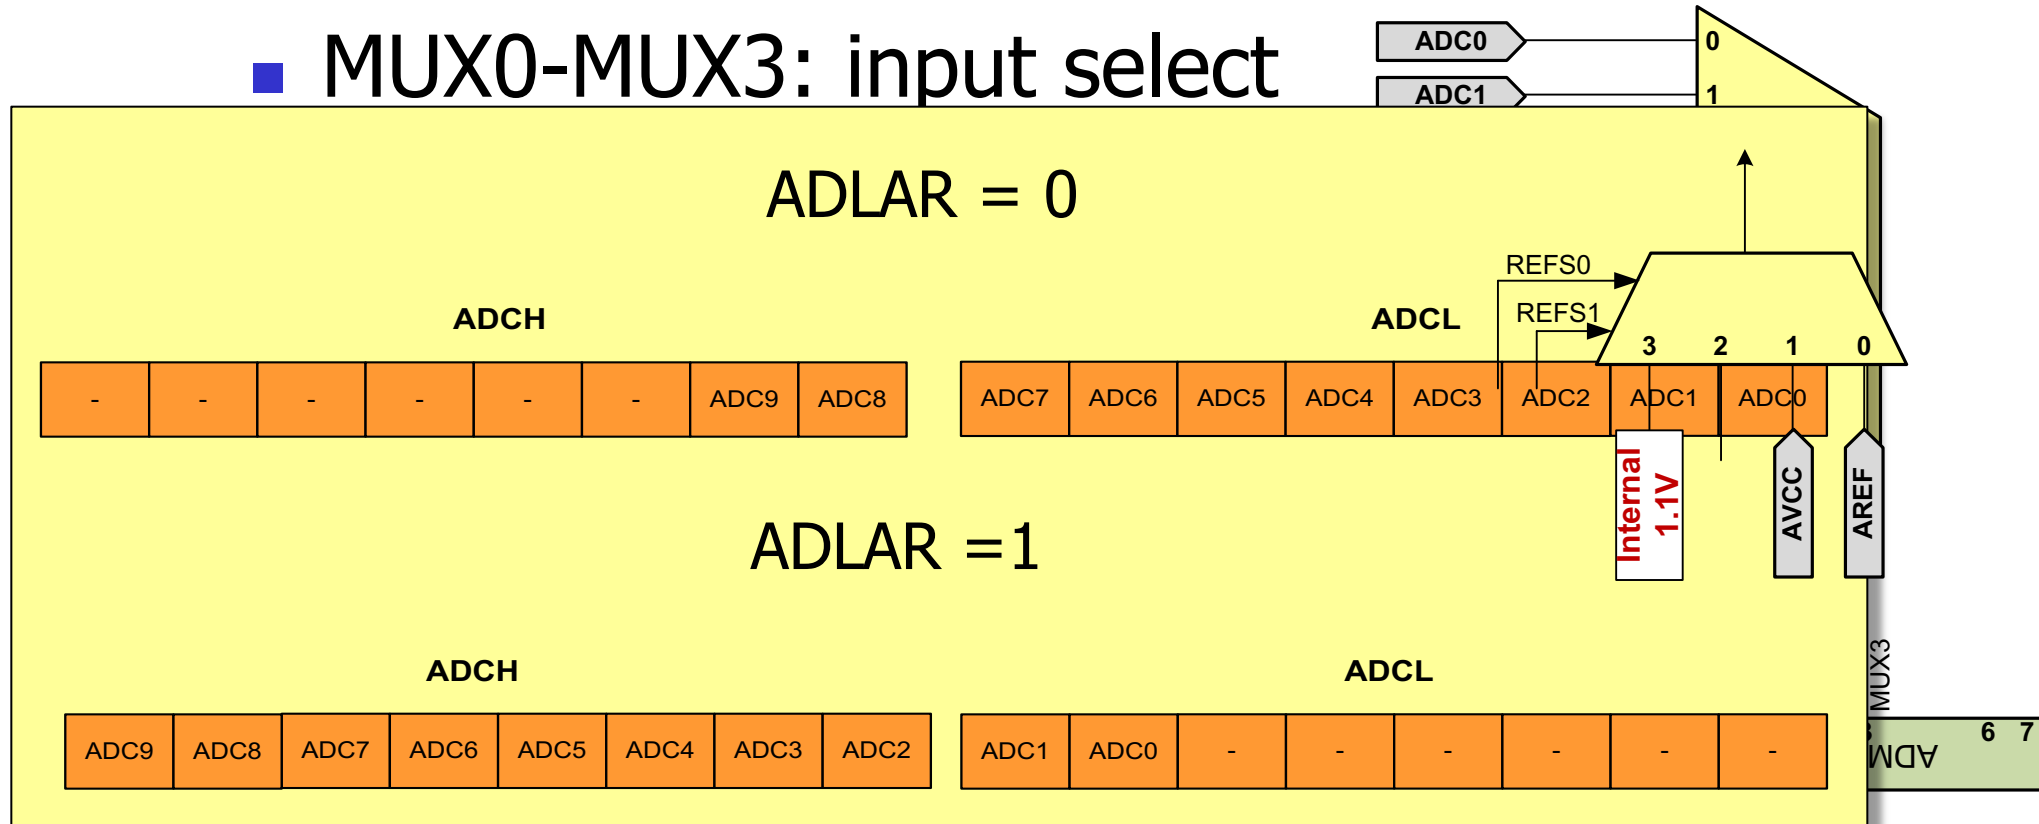 MUX0-MUX3: input select
ADC0 0
ADC1 1
ADLAR = 0
REFS0
REFS1
3 2 1 0
ADCH ADCL
- - - - - - ADC9 ADC8 ADC7 ADC6 ADC5 ADC4 ADC3 ADC2 ADC1 ADC0
Internal
1.1V
AVCC
AREF
ADLAR =1
ADCH ADCL
MUX3
ADC9 ADC8 ADC7 ADC6 ADC5 ADC4 ADC3 ADC2 ADC1 ADC0 - - - - - -
6 7
ADM